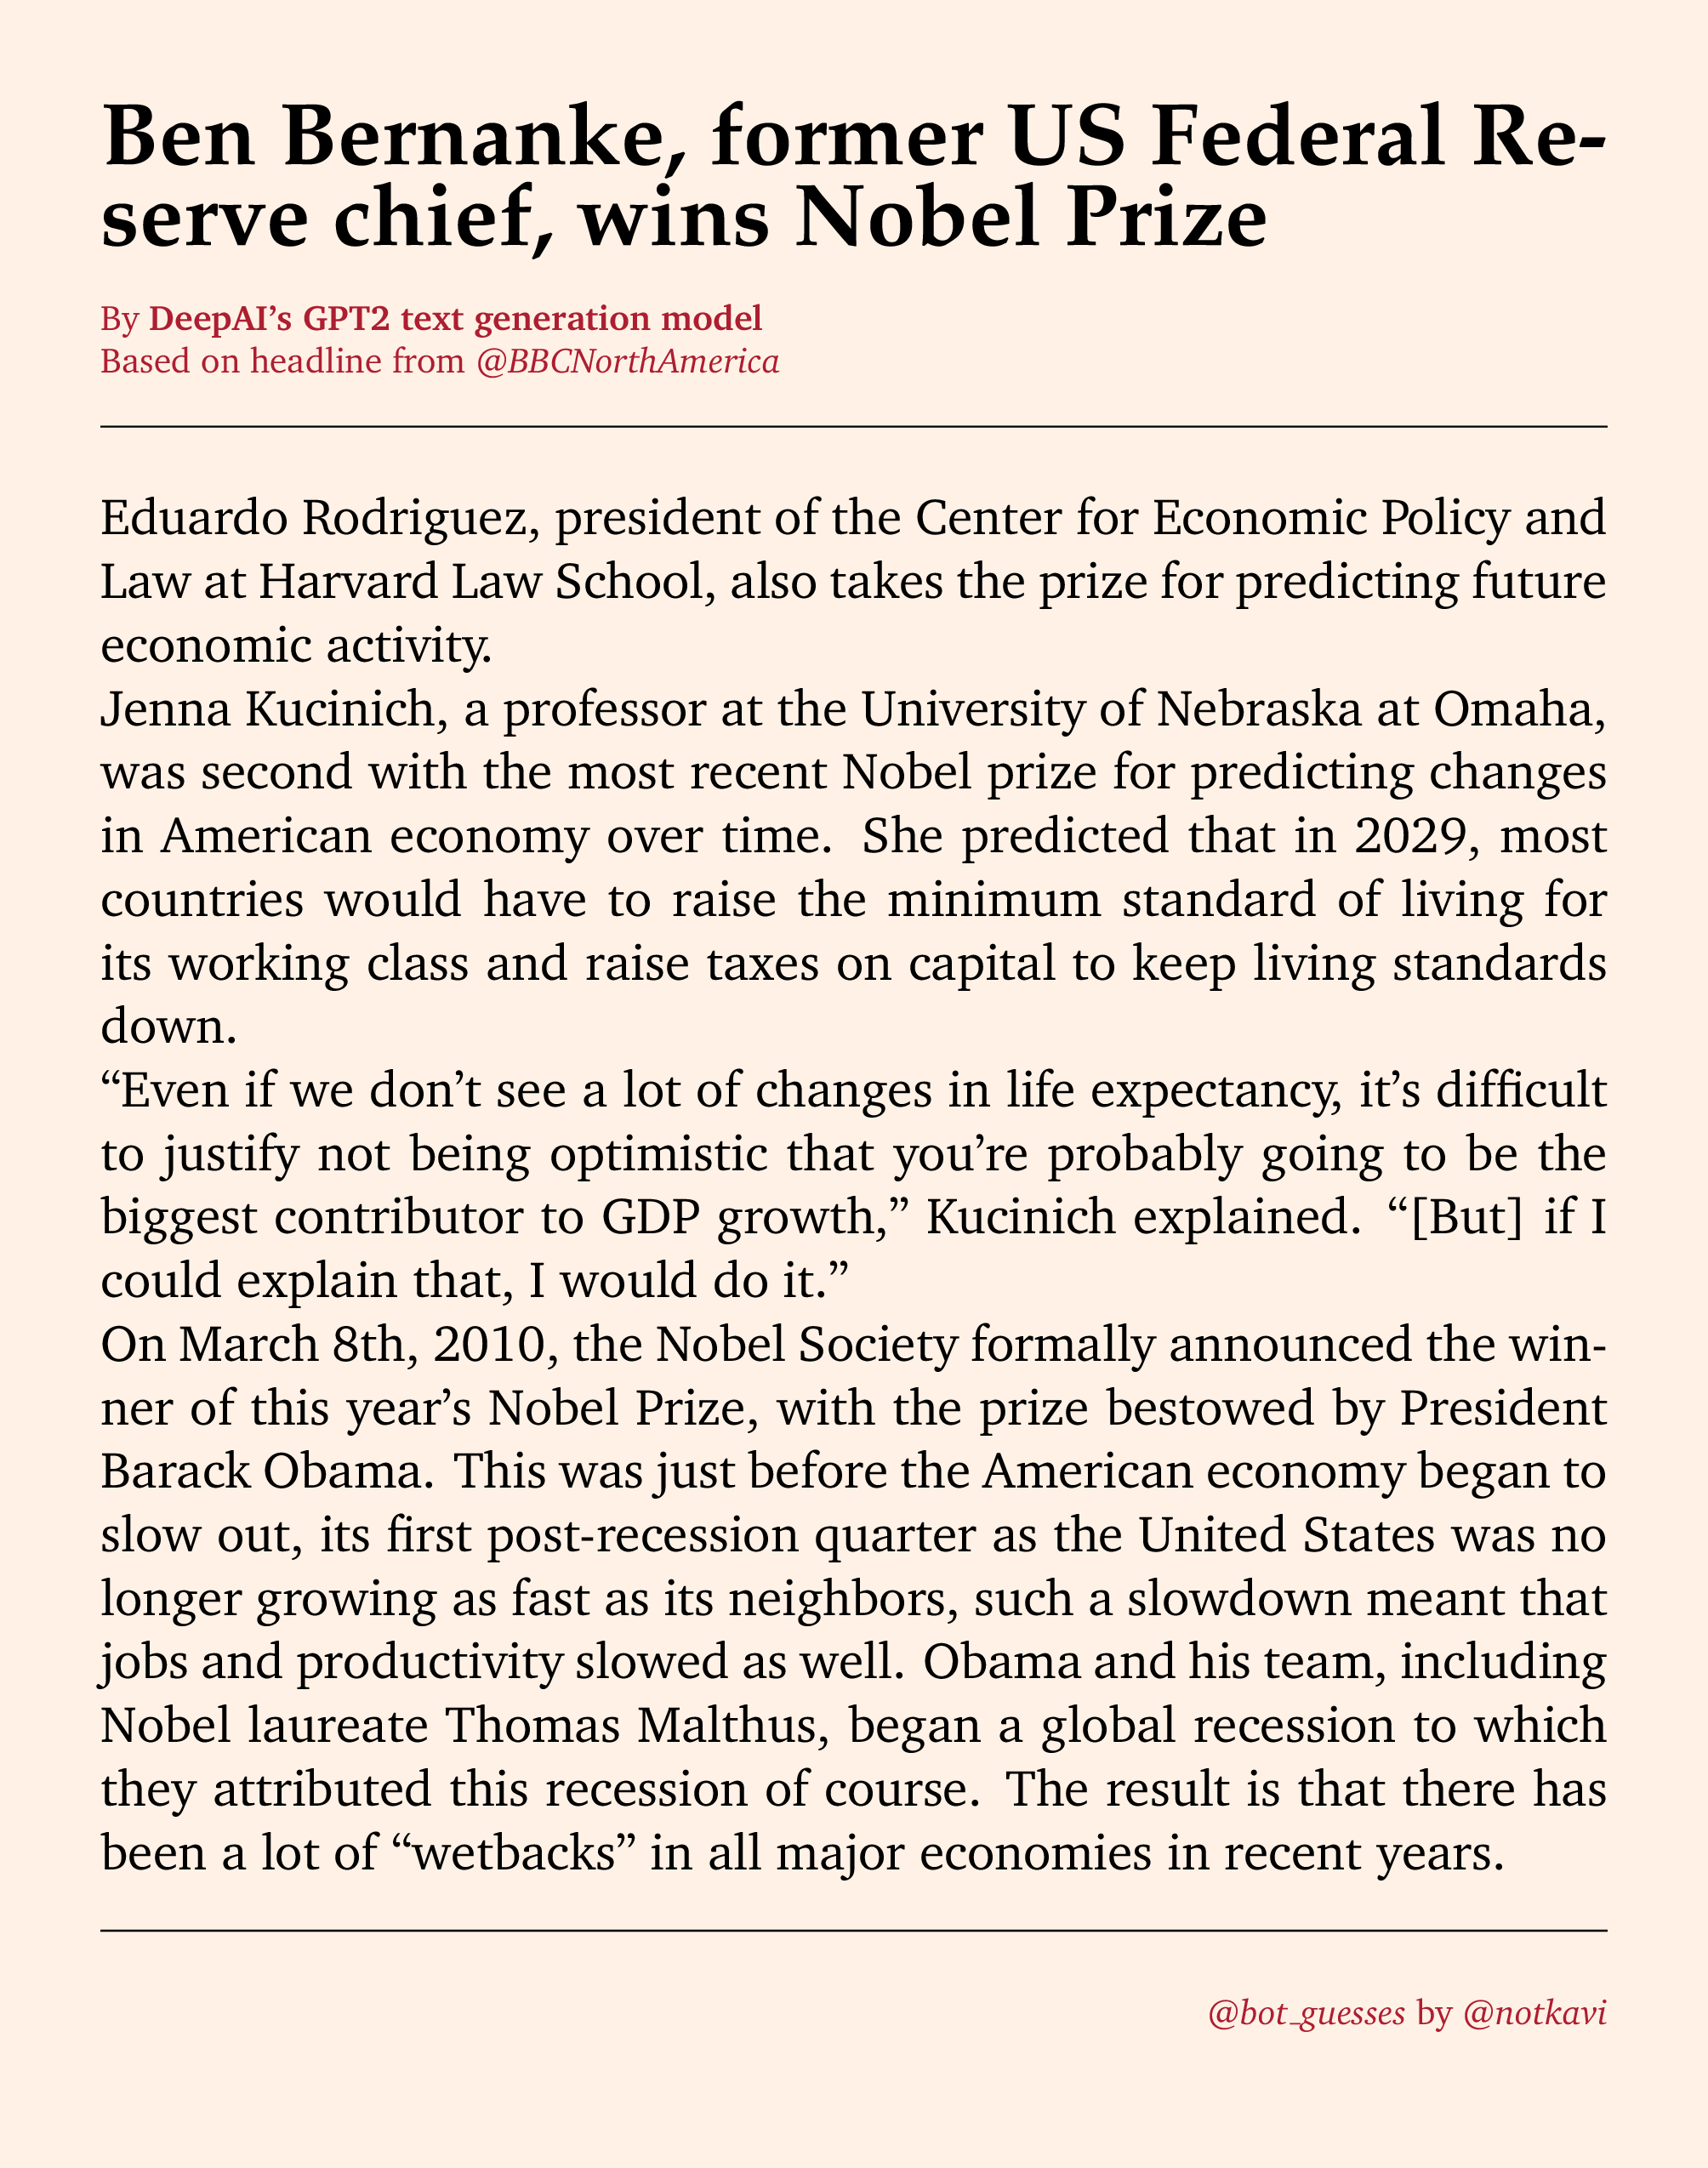 Ben Bernanke, former US Federal Re-
serve chief, wins Nobel Prize
By DeepAI’s GPT2 text generation model
Based on headline from @BBCNorthAmerica
Eduardo Rodriguez, president of the Center for Economic Policy and
Law at Harvard Law School, also takes the prize for predicting future
economic activity.
Jenna Kucinich, a professor at the University of Nebraska at Omaha,
was second with the most recent Nobel prize for predicting changes
in American economy over time. She predicted that in 2029, most
countries would have to raise the minimum standard of living for
its working class and raise taxes on capital to keep living standards
down.
“Even if we don’t see a lot of changes in life expectancy, it’s difficult
to justify not being optimistic that you’re probably going to be the
biggest contributor to GDP growth,” Kucinich explained. “[But] if I
could explain that, I would do it.”
On March 8th, 2010, the Nobel Society formally announced the win-
ner of this year’s Nobel Prize, with the prize bestowed by President
Barack Obama. This was just before the American economy began to
slow out, its first post-recession quarter as the United States was no
longer growing as fast as its neighbors, such a slowdown meant that
jobs and productivity slowed as well. Obama and his team, including
Nobel laureate Thomas Malthus, began a global recession to which
they attributed this recession of course. The result is that there has
been a lot of “wetbacks” in all major economies in recent years.
@bot_guesses by @notkavi